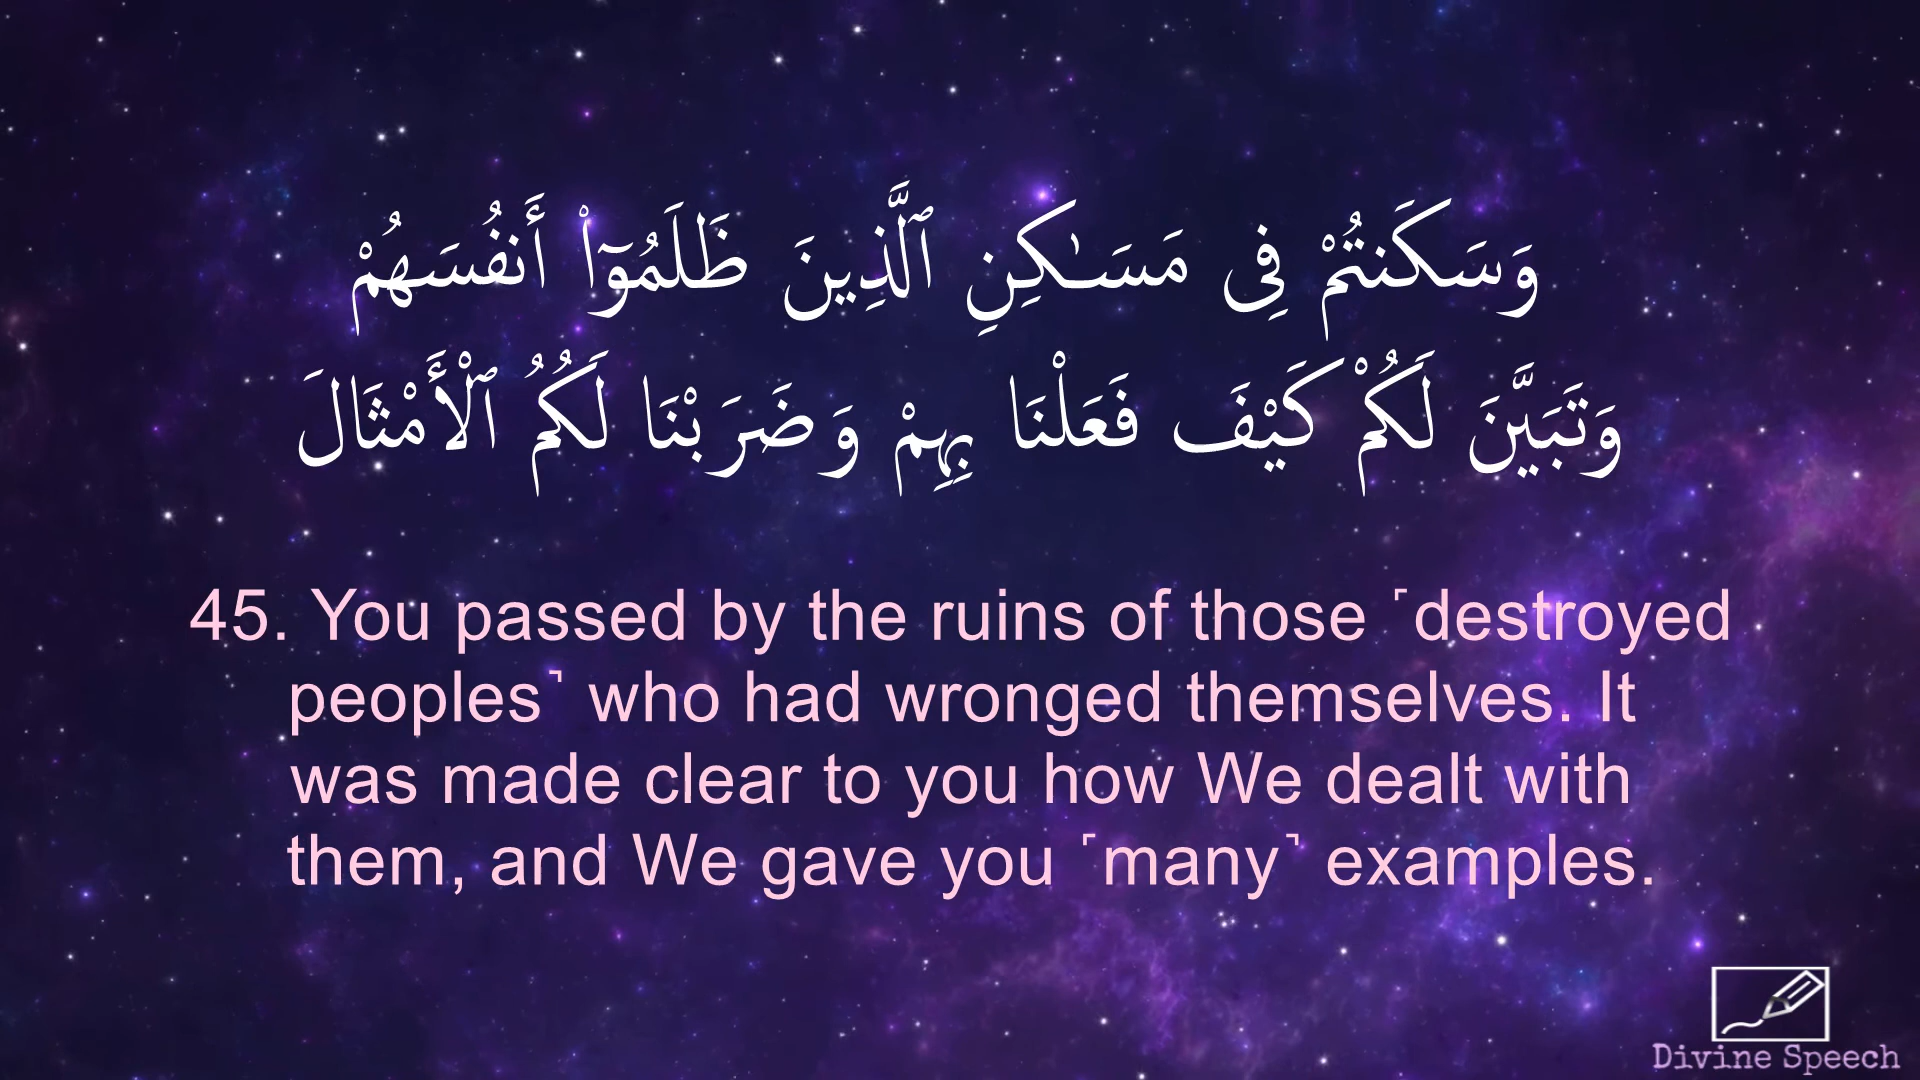 وَسَكَنتُمْ فِى مَسَـٰكِنِ ٱلَّذِينَ ظَلَمُوٓا۟ أَنفُسَهُمْ
وَتَبَيَّنَ لَكُمْ كَيْفَ فَعَلْنَا بِهِمْ وَضَرَبْنَا لَكُمُ ٱلْأَمْثَالَ
45. You passed by the ruins of those ˹destroyed
peoples˺ who had wronged themselves. It
was made clear to you how We dealt with
them, and We gave you ˹many˺ examples.
Divine Speech